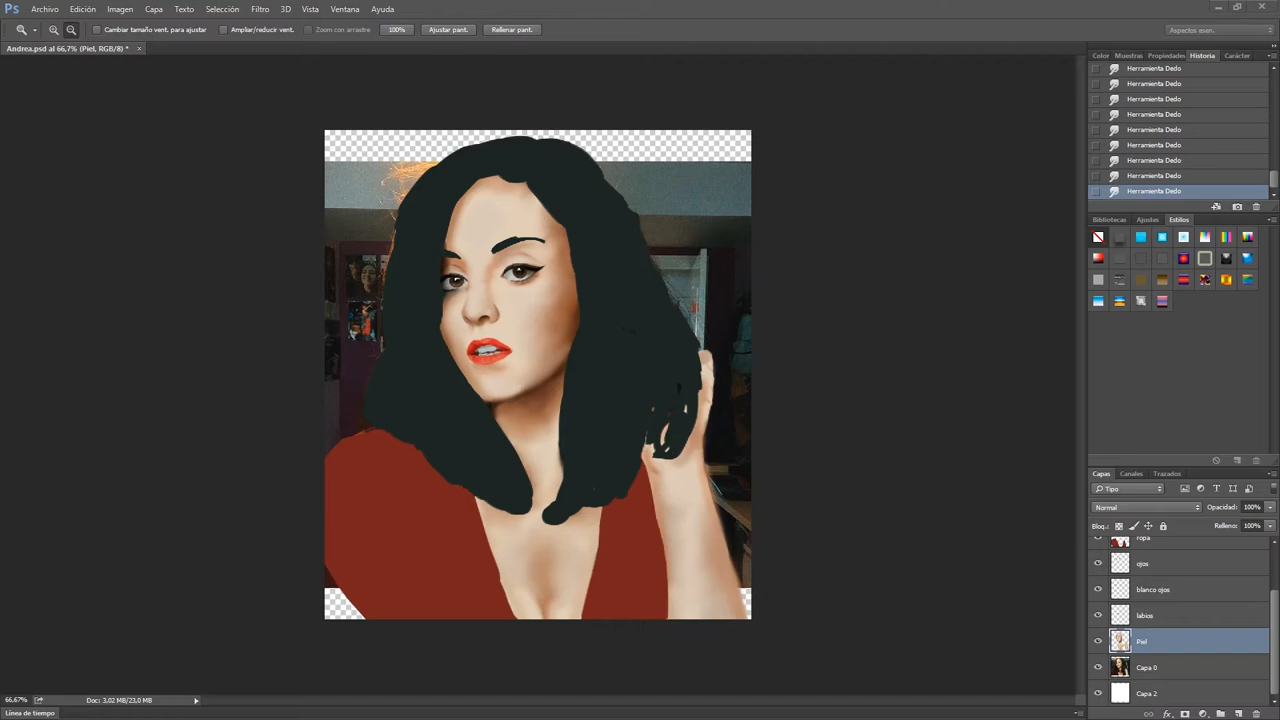 Ps Archivo Edición Imagen Capa Texto Selección Filtro 3D Vista Ventana Ayuda
Cambiar tamaño vent. para ajustar Ampliar/reducir vent. Zoom con arrastre 100% Ajustar pant. Rellenar pant. Aspectos esen.
Andrea.psd al 66,7% (Piel, RGB/8) * ×
Color Muestras Propiedades Historia Carácter
Herramienta Dedo
Herramienta Dedo
Herramienta Dedo
Herramienta Dedo
Herramienta Dedo
Herramienta Dedo
Herramienta Dedo
Herramienta Dedo
Herramienta Dedo
Bibliotecas Ajustes Estilos
Capas Canales Trazados
Tipo
Normal Opacidad: 100%
Bloq.: Relleno: 100%
ropa
ojos
blanco ojos
labios
Piel
Capa 0
Capa 2
66,67% Doc: 3,02 MB/23,0 MB
Línea de tiempo